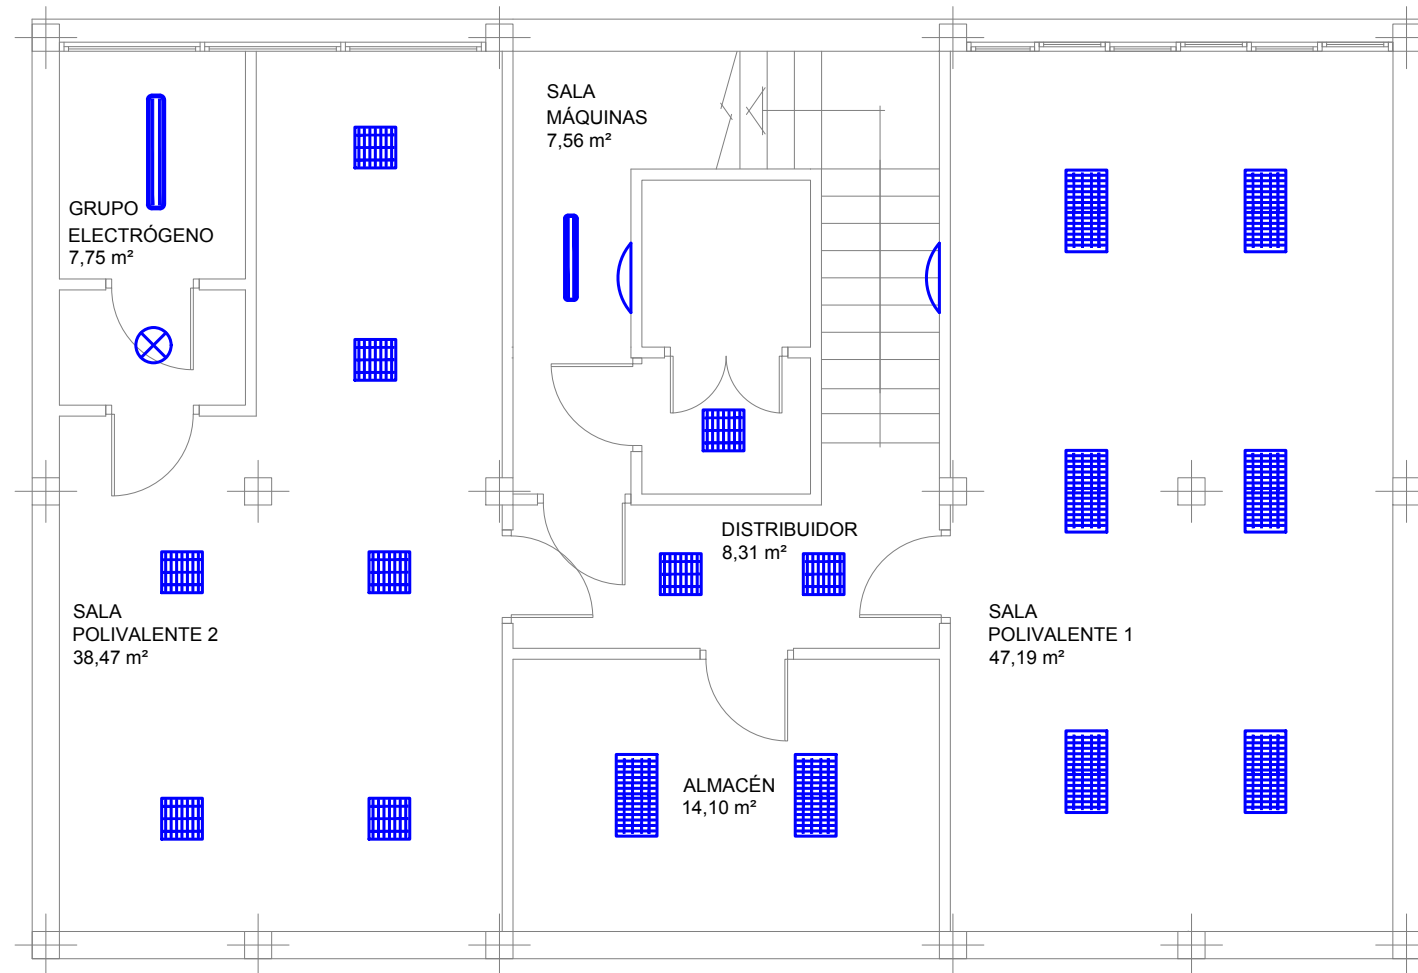 SALA
MÁQUINAS
7,56 m²
GRUPO
ELECTRÓGENO
7,75 m²
DISTRIBUIDOR
8,31 m²
SALA
POLIVALENTE 2
38,47 m²
SALA
POLIVALENTE 1
47,19 m²
ALMACÉN
14,10 m²